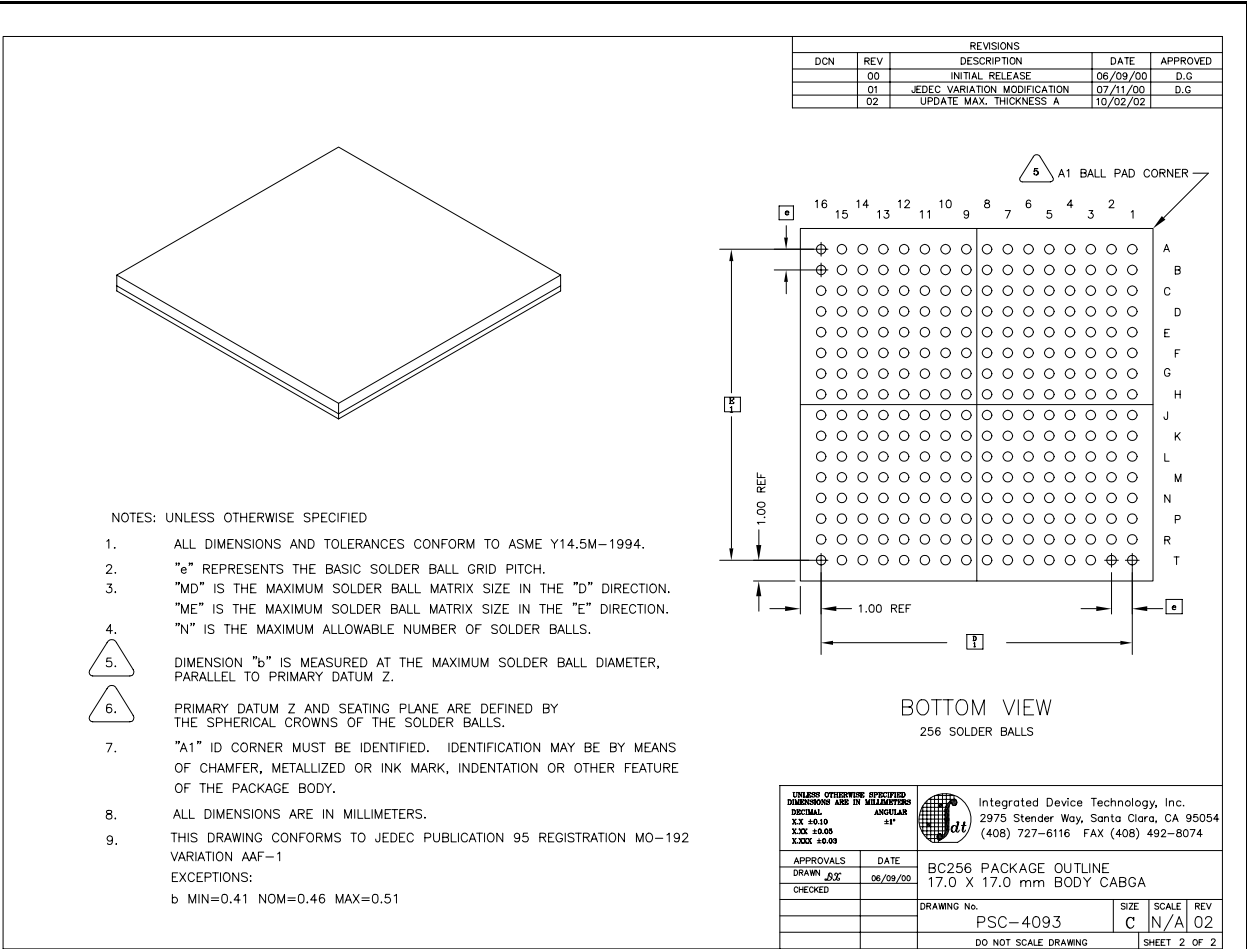 REVISIONS
DCN REV DESCRIPTION DATE APPROVED
00 INITIAL RELEASE 06/09/00 D.G
01 JEDEC VARIATION MODIFICATION 07/11/00 D.G
02 UPDATE MAX. THICKNESS A 10/02/02
5 A1 BALL PAD CORNER
16 15 14 13 12 11 10 9 8 7 6 5 4 3 2 1
e
A
B
C
D
E
F
G
H
J
K
L
M
N
P
R
T
E1
1.00 REF
1.00 REF
e
D1
BOTTOM VIEW
256 SOLDER BALLS
NOTES: UNLESS OTHERWISE SPECIFIED
1. ALL DIMENSIONS AND TOLERANCES CONFORM TO ASME Y14.5M-1994.
2. "e" REPRESENTS THE BASIC SOLDER BALL GRID PITCH.
3. "MD" IS THE MAXIMUM SOLDER BALL MATRIX SIZE IN THE "D" DIRECTION.
"ME" IS THE MAXIMUM SOLDER BALL MATRIX SIZE IN THE "E" DIRECTION.
4. "N" IS THE MAXIMUM ALLOWABLE NUMBER OF SOLDER BALLS.
5. DIMENSION "b" IS MEASURED AT THE MAXIMUM SOLDER BALL DIAMETER,
PARALLEL TO PRIMARY DATUM Z.
6. PRIMARY DATUM Z AND SEATING PLANE ARE DEFINED BY
THE SPHERICAL CROWNS OF THE SOLDER BALLS.
7. "A1" ID CORNER MUST BE IDENTIFIED. IDENTIFICATION MAY BE BY MEANS
OF CHAMFER, METALLIZED OR INK MARK, INDENTATION OR OTHER FEATURE
OF THE PACKAGE BODY.
8. ALL DIMENSIONS ARE IN MILLIMETERS.
9. THIS DRAWING CONFORMS TO JEDEC PUBLICATION 95 REGISTRATION MO-192
VARIATION AAF-1
EXCEPTIONS:
b MIN=0.41 NOM=0.46 MAX=0.51
UNLESS OTHERWISE SPECIFIED
DIMENSIONS ARE IN MILLIMETERS
DECIMAL ANGULAR
X.X ±0.10 ±1°
X.XX ±0.05
X.XXX ±0.03
idt
Integrated Device Technology, Inc.
2975 Stender Way, Santa Clara, CA 95054
(408) 727-6116 FAX (408) 492-8074
APPROVALS DATE
DRAWN 06/09/00
CHECKED
BC256 PACKAGE OUTLINE
17.0 X 17.0 mm BODY CABGA
DRAWING No. SIZE SCALE REV
PSC-4093 C N/A 02
DO NOT SCALE DRAWING SHEET 2 OF 2